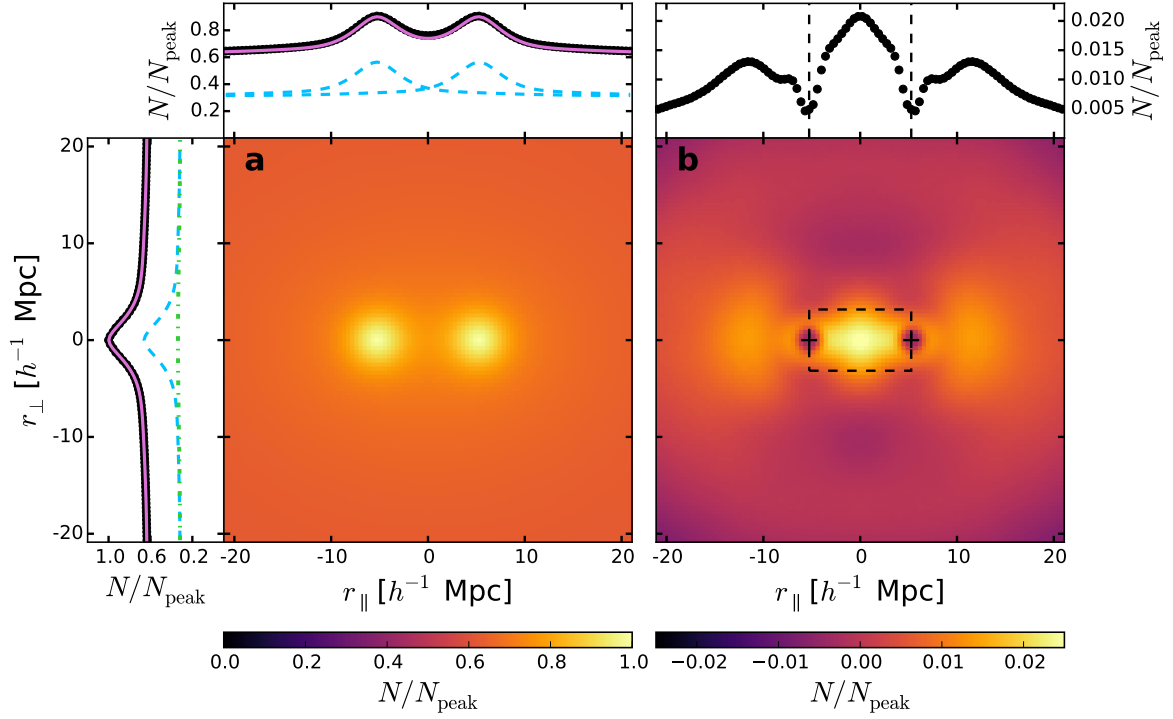 N/N_peak
0.8
0.6
0.4
0.2
0.020
0.015
0.010
0.005
N/N_peak
a
b
20
10
0
-10
-20
r_⊥ [h⁻¹ Mpc]
1.0 0.6 0.2
N/N_peak
-20 -10 0 10 20
r_∥ [h⁻¹ Mpc]
-20 -10 0 10 20
r_∥ [h⁻¹ Mpc]
0.0 0.2 0.4 0.6 0.8 1.0
N/N_peak
−0.02 −0.01 0.00 0.01 0.02
N/N_peak